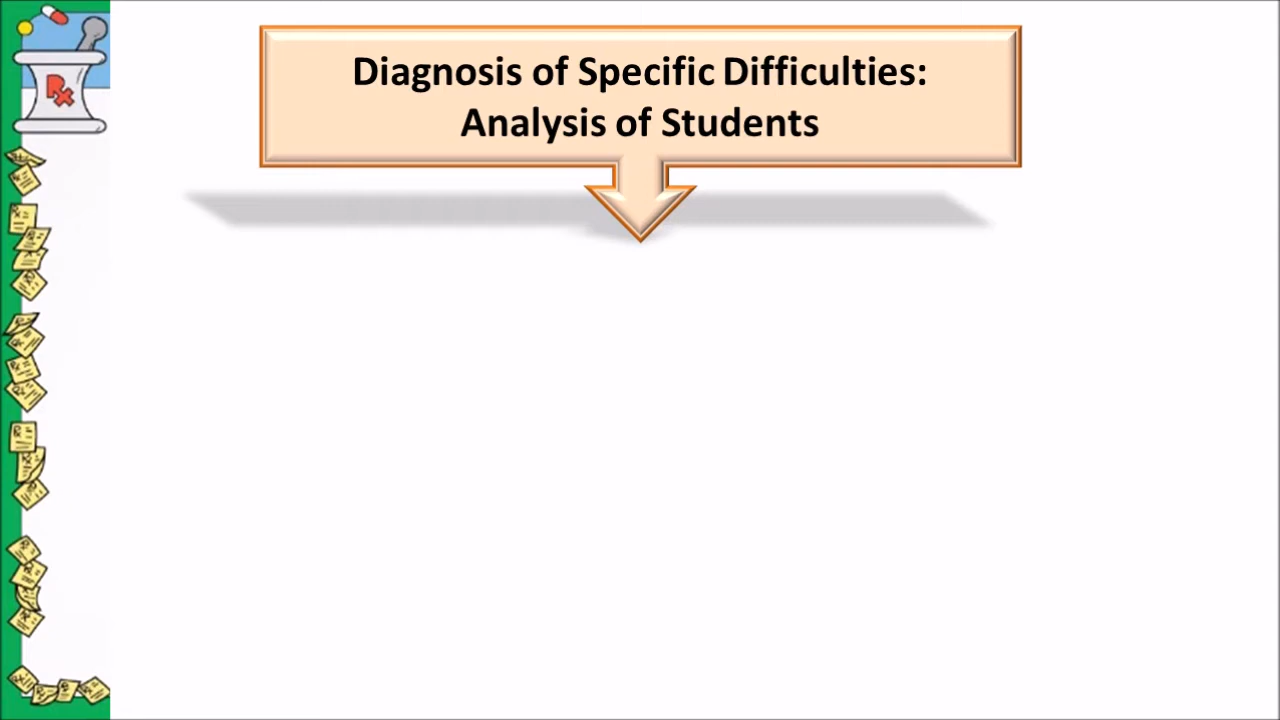 Diagnosis of Specific Difficulties:
Analysis of Students